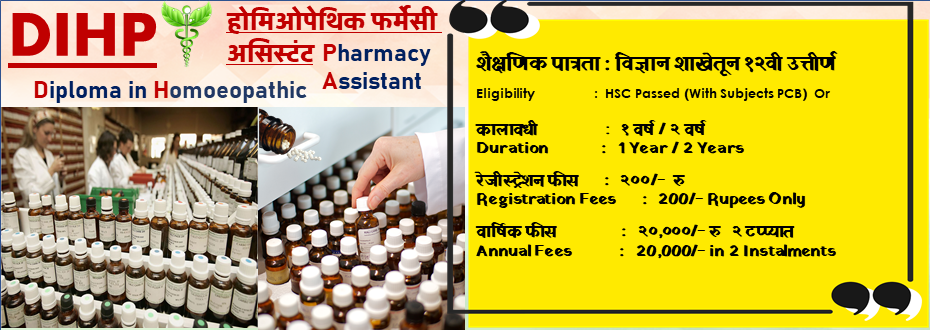 DIHP
होमिओपेथिक फर्मेसी
असिस्टंट Pharmacy
Diploma in Homoeopathic Assistant
शैक्षणिक पात्रता : विज्ञान शाखेतून १२वी उत्तीर्ण
Eligibility : HSC Passed (With Subjects PCB) Or
कालावधी : १ वर्ष / २ वर्ष
Duration : 1 Year / 2 Years
रेजीस्ट्रेशन फीस : २००/- रु
Registration Fees : 200/- Rupees Only
वार्षिक फीस : २०,०००/- रु २ टप्प्यात
Annual Fees : 20,000/- in 2 Instalments